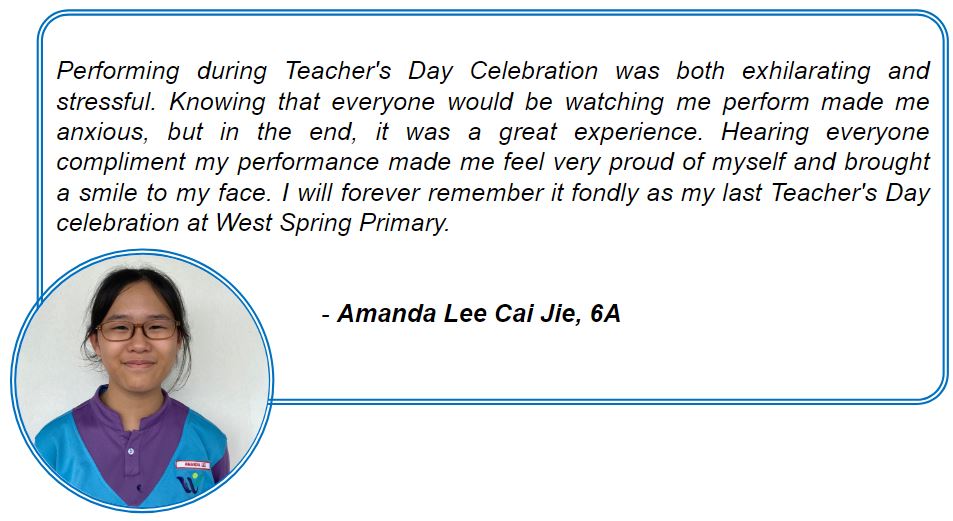 Performing during Teacher's Day Celebration was both exhilarating and
stressful. Knowing that everyone would be watching me perform made me
anxious, but in the end, it was a great experience. Hearing everyone
compliment my performance made me feel very proud of myself and brought
a smile to my face. I will forever remember it fondly as my last Teacher's Day
celebration at West Spring Primary.
- Amanda Lee Cai Jie, 6A
AMANDA LEE